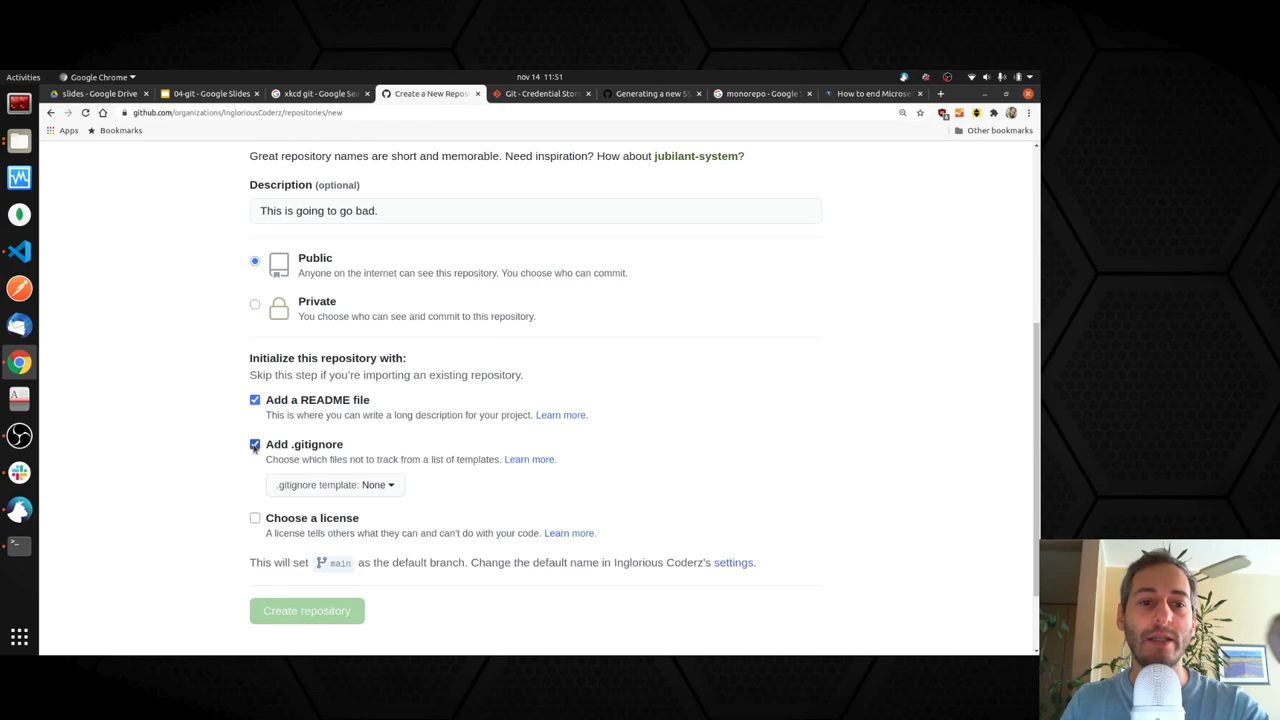 Activities
Google Chrome
nov 14 11:51
slides - Google Drive
04-git - Google Slides
xkcd git - Google Sea
Create a New Repos
Git - Credential Stora
Generating a new SS
monorepo - Google S
How to end Microse
github.com/organizations/IngloriousCoderz/repositories/new
Apps
Bookmarks
Other bookmarks
Great repository names are short and memorable. Need inspiration? How about jubilant-system?
Description (optional)
This is going to go bad.
Public
Anyone on the internet can see this repository. You choose who can commit.
Private
You choose who can see and commit to this repository.
Initialize this repository with:
Skip this step if you're importing an existing repository.
Add a README file
This is where you can write a long description for your project. Learn more.
Add .gitignore
Choose which files not to track from a list of templates. Learn more.
.gitignore template: None
Choose a license
A license tells others what they can and can't do with your code. Learn more.
This will set main as the default branch. Change the default name in Inglorious Coderz's settings.
Create repository